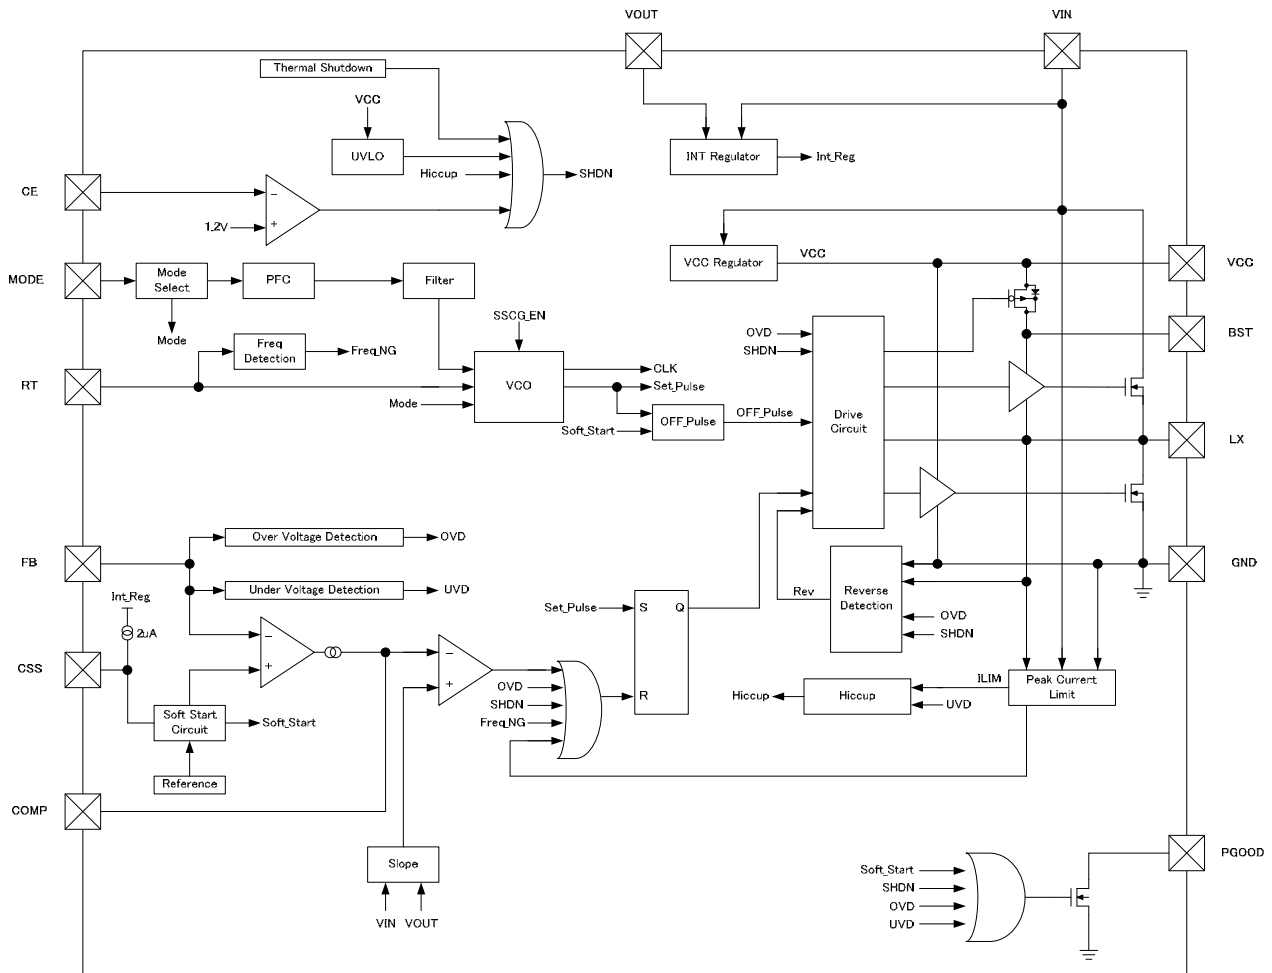 VOUT
VIN
Thermal Shutdown
VCC
UVLO
INT Regulator
Int_Reg
Hiccup
SHDN
CE
1.2V
VCC Regulator
VCC
VCC
MODE
Mode
Select
PFC
Filter
Mode
SSCG_EN
OVD
SHDN
BST
Freq
Detection
Freq_NG
RT
VCO
CLK
Set_Pulse
Mode
Soft_Start
OFF_Pulse
OFF_Pulse
Drive
Circuit
LX
FB
Over Voltage Detection
OVD
Under Voltage Detection
UVD
GND
Rev
Reverse
Detection
OVD
SHDN
Int_Reg
2uA
CSS
Set_Pulse
S
Q
R
OVD
SHDN
Freq_NG
Soft Start
Circuit
Soft_Start
Reference
Hiccup
Hiccup
ILIM
UVD
Peak Current
Limit
COMP
Slope
VIN
VOUT
Soft_Start
SHDN
OVD
UVD
PGOOD